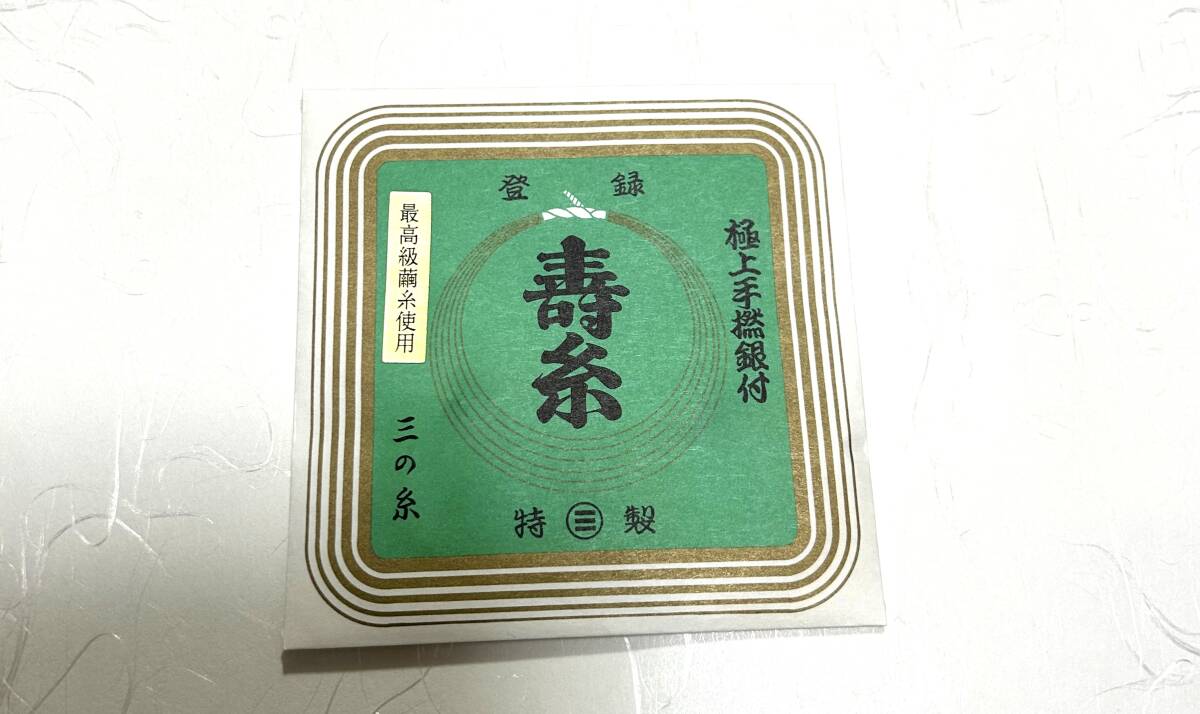 登 録
極上手撚銀付
壽糸
最高級繭糸使用
三の糸
特 三 製